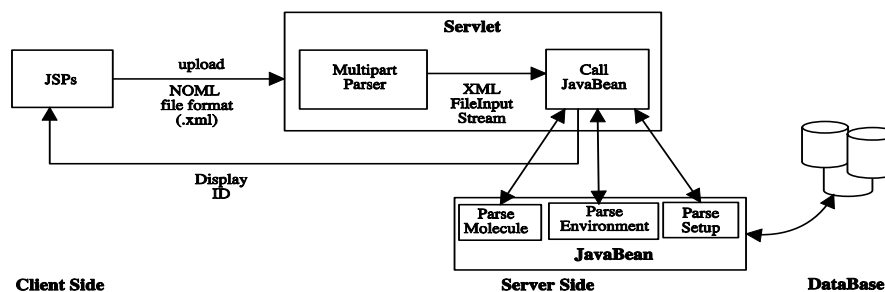 Servlet
JSPs
upload
NOML
file format
(.xml)
Multipart
Parser
XML
FileInput
Stream
Call
JavaBean
Display
ID
Parse
Molecule
Parse
Environment
Parse
Setup
JavaBean
Client Side
Server Side
DataBase